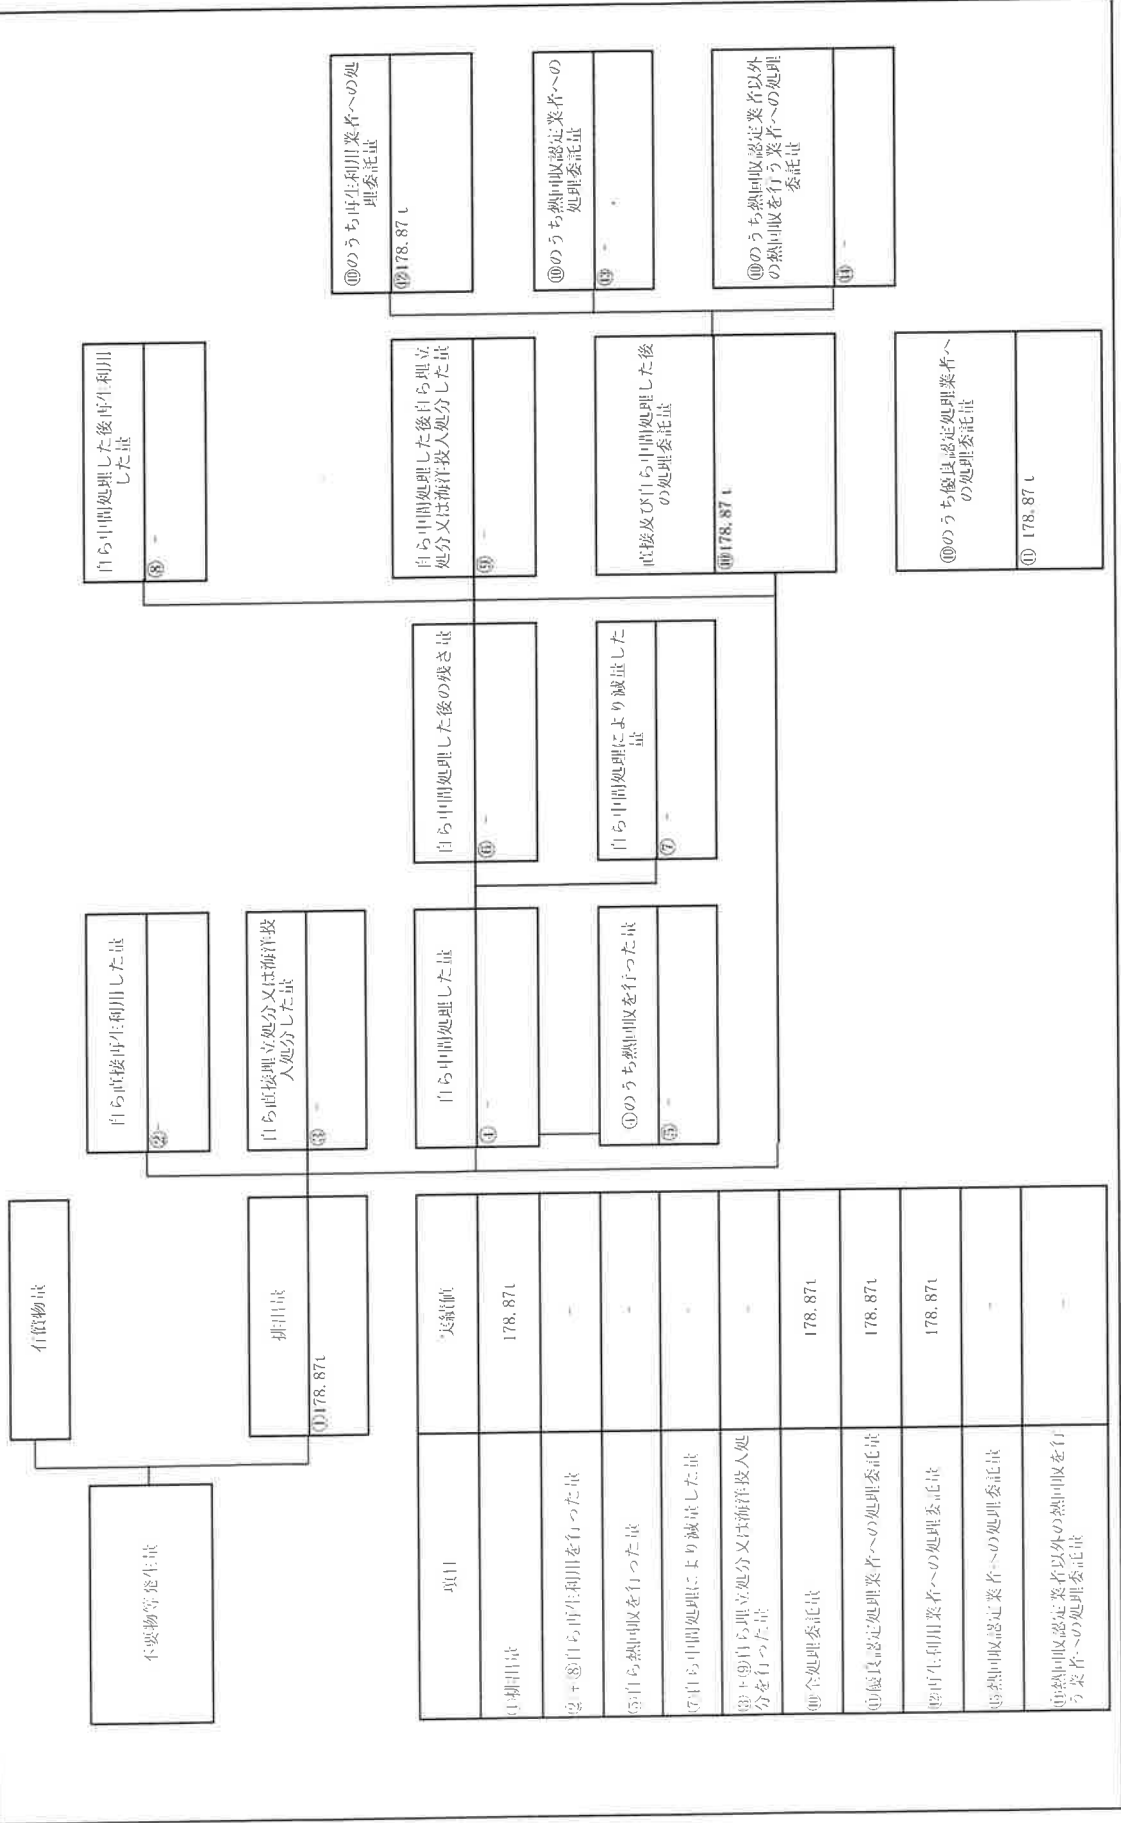 有償物量
不要物等発生量
排出量
①178.87t
自ら直接再生利用した量
②-
自ら直接埋立処分又は海洋投
入処分した量
③ -
自ら中間処理した量
④ -
④のうち熱回収を行った量
⑤ -
自ら中間処理した後の残さ量
⑥ -
自ら中間処理により減量した
量
⑦ -
自ら中間処理した後再生利用
した量
⑧ -
自ら中間処理した後自ら埋立
処分又は海洋投入処分した量
⑨ -
直接及び自ら中間処理した後
の処理委託量
⑩178.87t
⑩のうち優良認定処理業者へ
の処理委託量
⑪ 178.87t
⑩のうち再生利用業者への処
理委託量
⑫178.87t
⑩のうち熱回収認定業者への
処理委託量
⑬ -
⑩のうち熱回収認定業者以外
の熱回収を行う業者への処理
委託量
⑭ -
項目 実績値
①排出量 178.87t
②+⑧自ら再生利用を行った量 -
⑤自ら熱回収を行った量 -
⑦自ら中間処理により減量した量 -
③+⑨自ら埋立処分又は海洋投入処
分を行った量 -
⑩全処理委託量 178.87t
⑪優良認定処理業者への処理委託量 178.87t
⑫再生利用業者への処理委託量 178.87t
⑬熱回収認定業者への処理委託量 -
⑭熱回収認定業者以外の熱回収を行
う業者への処理委託量 -